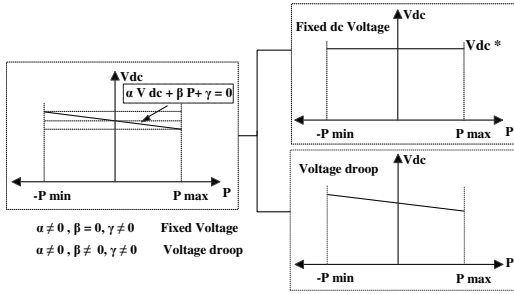 Vdc
α V dc + β P+ γ = 0
-P min
P max
P
α ≠ 0 , β = 0, γ ≠ 0 Fixed Voltage
α ≠ 0 , β ≠ 0, γ ≠ 0 Voltage droop
Fixed dc Voltage
Vdc
Vdc *
-P min
P max
P
Vdc
Voltage droop
-P min
P max
P